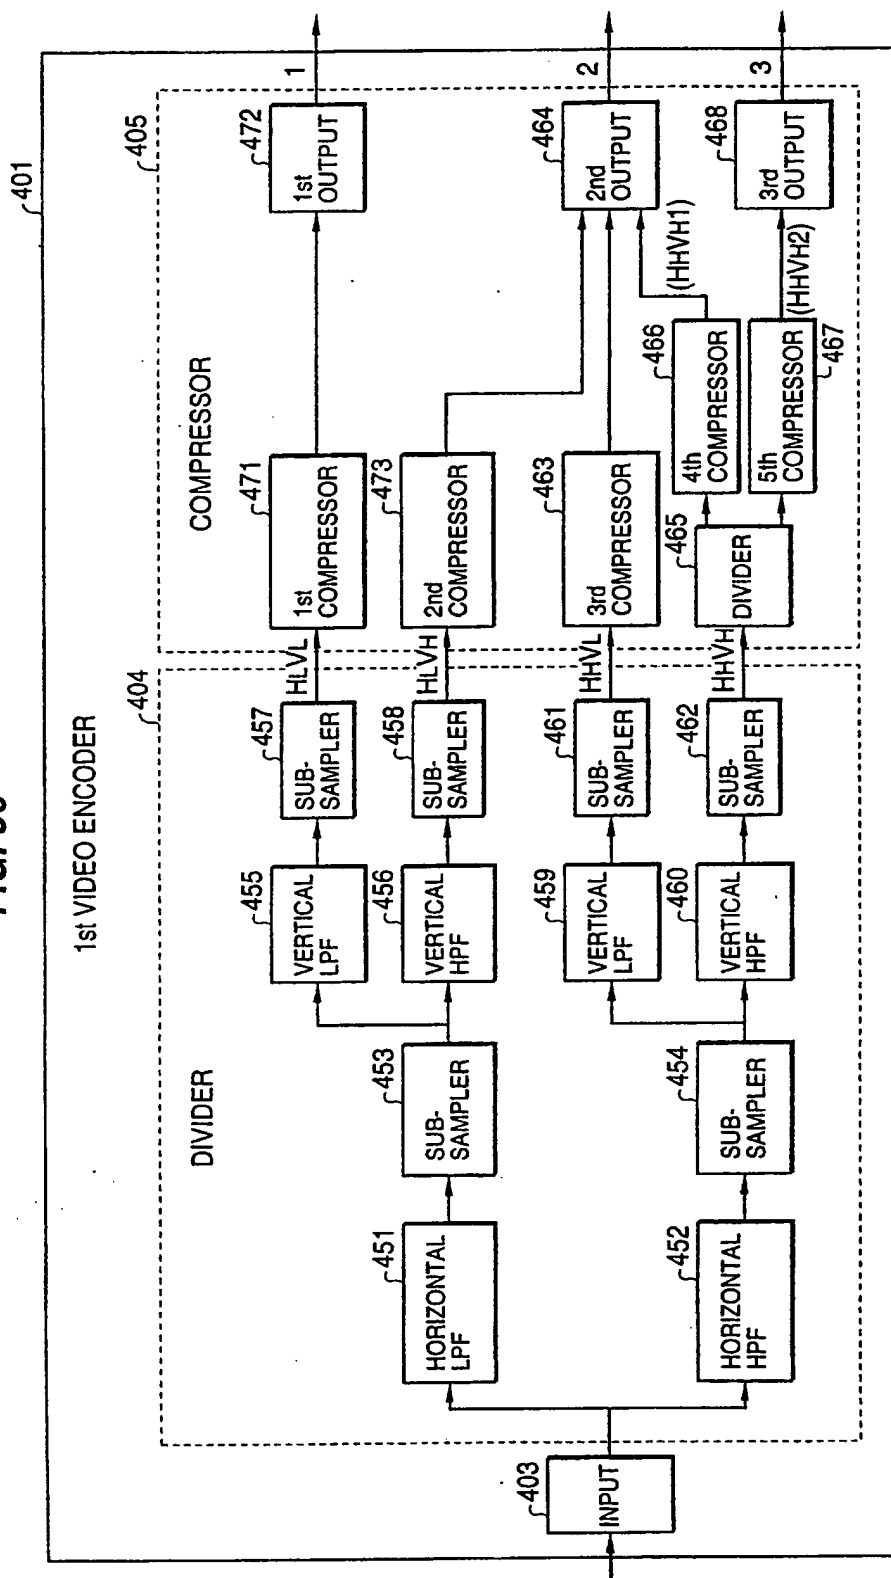 1st VIDEO ENCODER
401
403
INPUT
DIVIDER
404
451
HORIZONTAL
LPF
452
HORIZONTAL
HPF
453
SUB-
SAMPLER
454
SUB-
SAMPLER
455
VERTICAL
LPF
456
VERTICAL
HPF
459
VERTICAL
LPF
460
VERTICAL
HPF
457
SUB-
SAMPLER
458
SUB-
SAMPLER
461
SUB-
SAMPLER
462
SUB-
SAMPLER
HLVL
HLVH
HHVL
HHVH
COMPRESSOR
405
471
1st
COMPRESSOR
473
2nd
COMPRESSOR
463
3rd
COMPRESSOR
465
DIVIDER
466
4th
COMPRESSOR
467
5th
COMPRESSOR
(HHVH1)
(HHVH2)
472
1st
OUTPUT
464
2nd
OUTPUT
468
3rd
OUTPUT
1
2
3